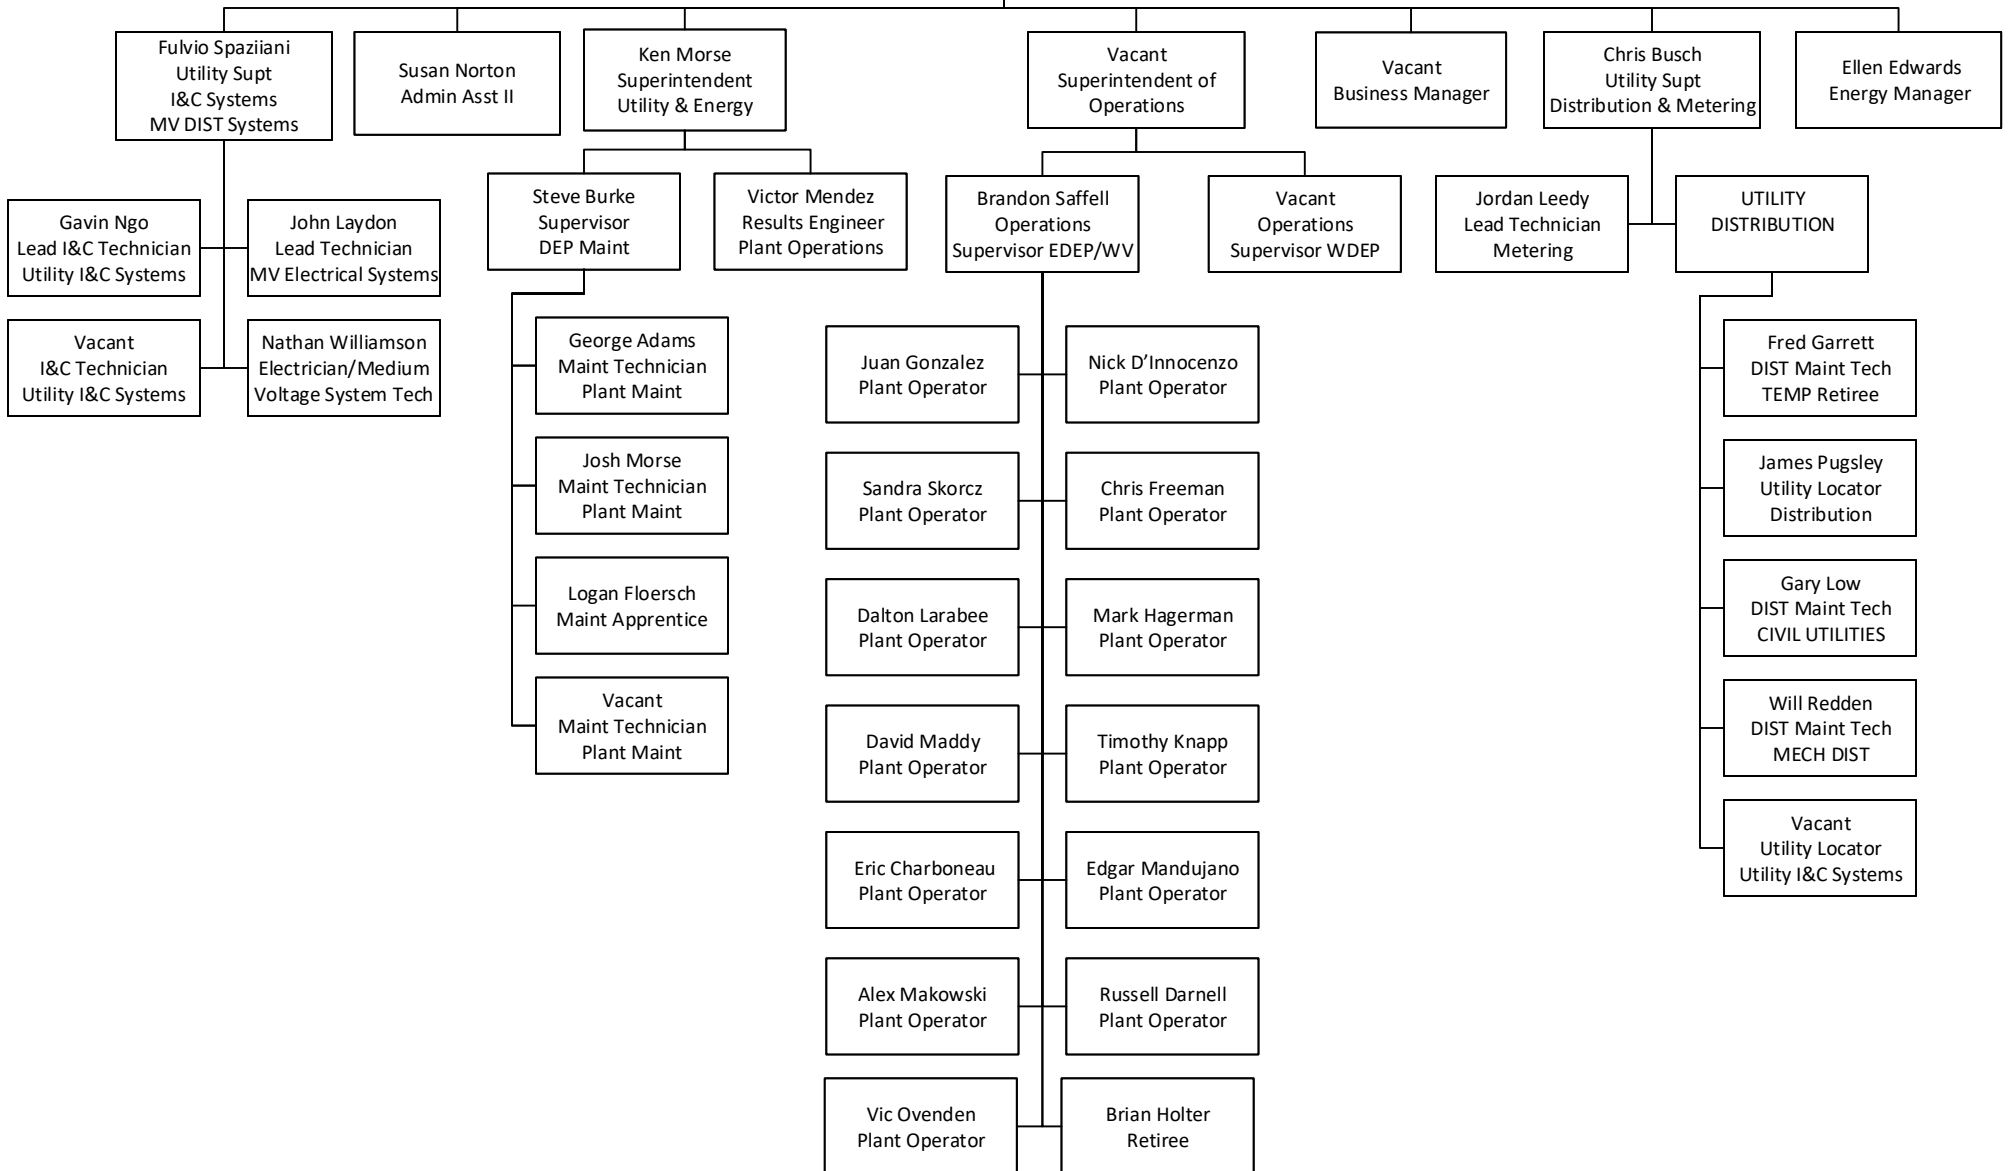 Fulvio Spaziiani
Utility Supt
I&C Systems
MV DIST Systems
Susan Norton
Admin Asst II
Ken Morse
Superintendent
Utility & Energy
Vacant
Superintendent of
Operations
Vacant
Business Manager
Chris Busch
Utility Supt
Distribution & Metering
Ellen Edwards
Energy Manager
Gavin Ngo
Lead I&C Technician
Utility I&C Systems
John Laydon
Lead Technician
MV Electrical Systems
Vacant
I&C Technician
Utility I&C Systems
Nathan Williamson
Electrician/Medium
Voltage System Tech
Steve Burke
Supervisor
DEP Maint
Victor Mendez
Results Engineer
Plant Operations
George Adams
Maint Technician
Plant Maint
Josh Morse
Maint Technician
Plant Maint
Logan Floersch
Maint Apprentice
Vacant
Maint Technician
Plant Maint
Brandon Saffell
Operations
Supervisor EDEP/WV
Vacant
Operations
Supervisor WDEP
Juan Gonzalez
Plant Operator
Nick D’Innocenzo
Plant Operator
Sandra Skorcz
Plant Operator
Chris Freeman
Plant Operator
Dalton Larabee
Plant Operator
Mark Hagerman
Plant Operator
David Maddy
Plant Operator
Timothy Knapp
Plant Operator
Eric Charboneau
Plant Operator
Edgar Mandujano
Plant Operator
Alex Makowski
Plant Operator
Russell Darnell
Plant Operator
Vic Ovenden
Plant Operator
Brian Holter
Retiree
Jordan Leedy
Lead Technician
Metering
UTILITY
DISTRIBUTION
Fred Garrett
DIST Maint Tech
TEMP Retiree
James Pugsley
Utility Locator
Distribution
Gary Low
DIST Maint Tech
CIVIL UTILITIES
Will Redden
DIST Maint Tech
MECH DIST
Vacant
Utility Locator
Utility I&C Systems